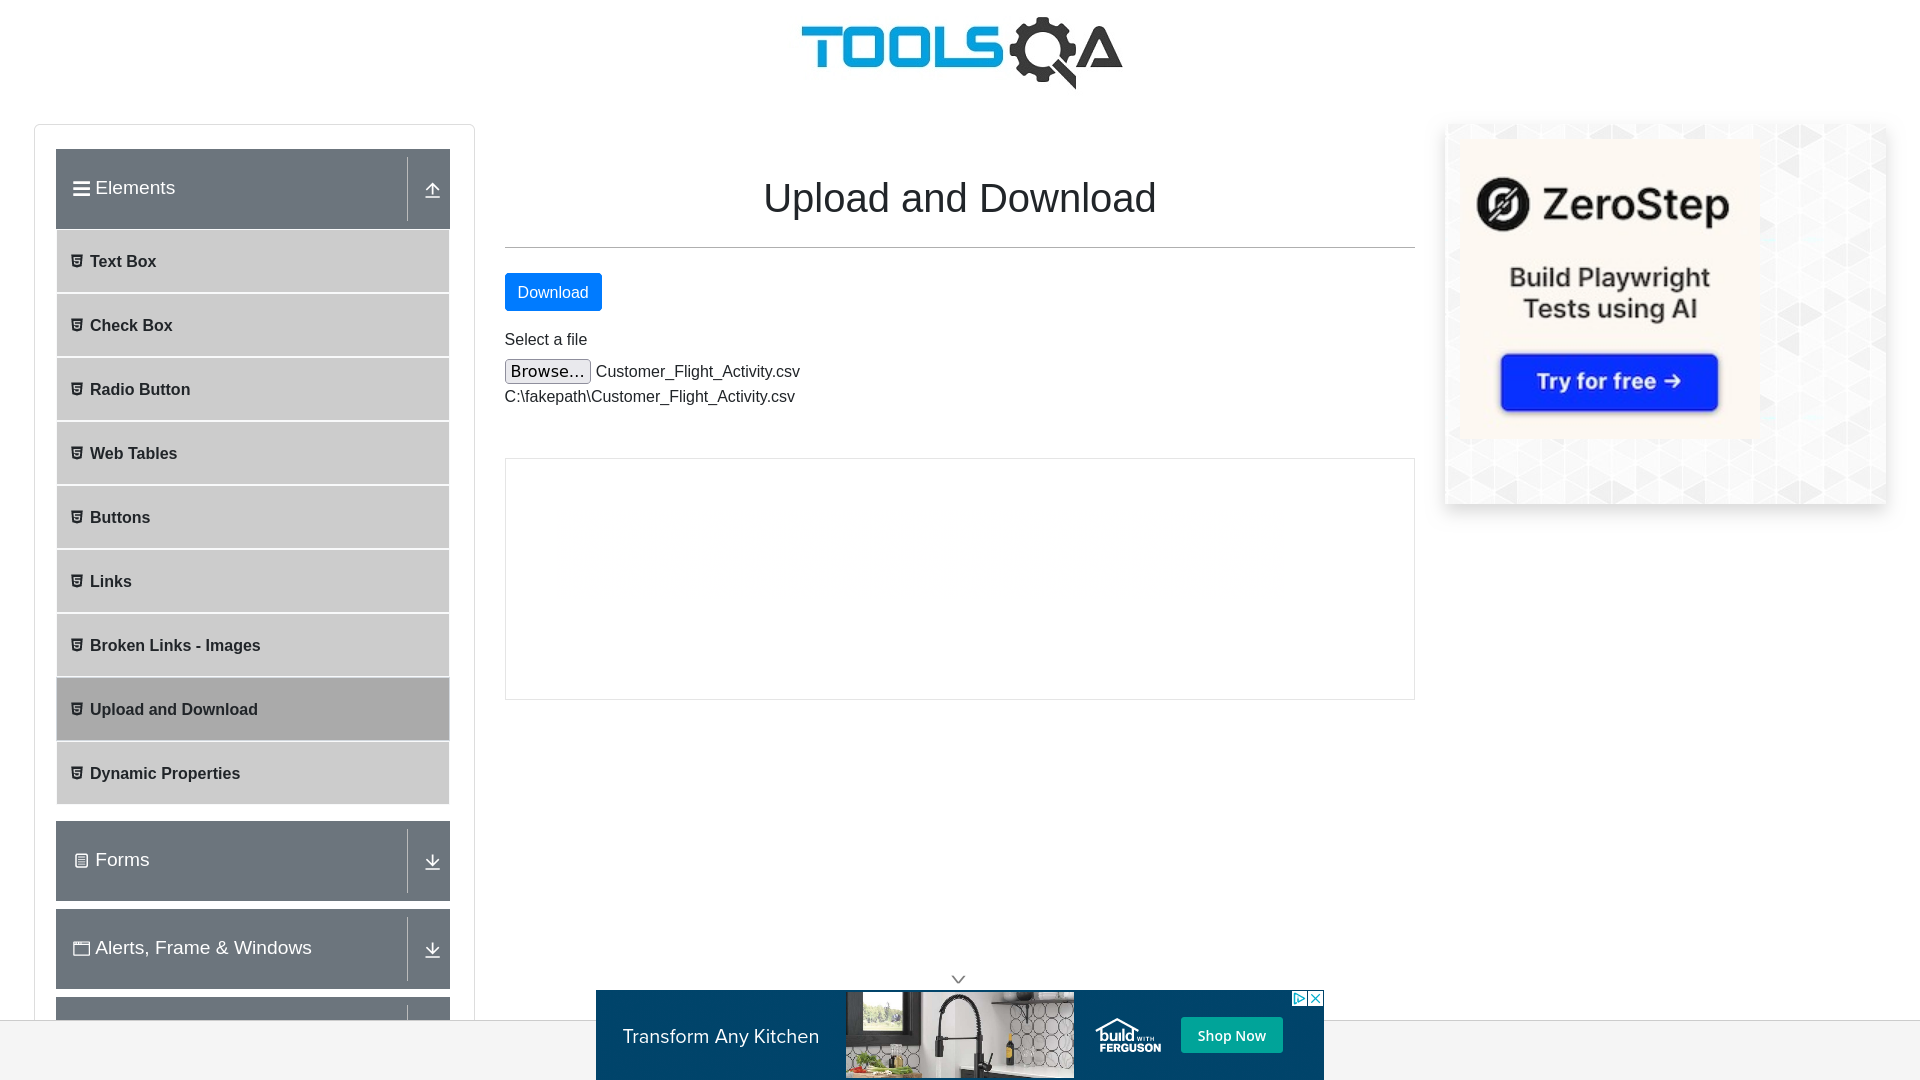 TOOLSQA
Elements
Text Box
Check Box
Radio Button
Web Tables
Buttons
Links
Broken Links - Images
Upload and Download
Dynamic Properties
Forms
Alerts, Frame & Windows
Upload and Download
Download
Select a file
Browse... Customer_Flight_Activity.csv
C:\fakepath\Customer_Flight_Activity.csv
ZeroStep
Build Playwright
Tests using AI
Try for free →
Transform Any Kitchen
build WITH
FERGUSON
Shop Now